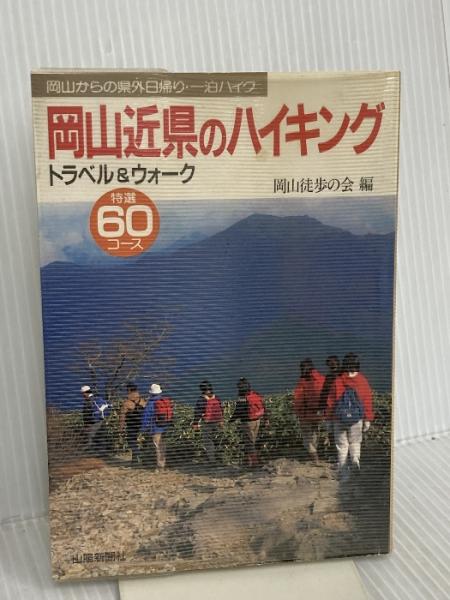 岡山からの県外日帰り・一泊ハイク
岡山近県のハイキング
トラベル&ウォーク
岡山徒歩の会 編
特選
60
コース
山陽新聞社